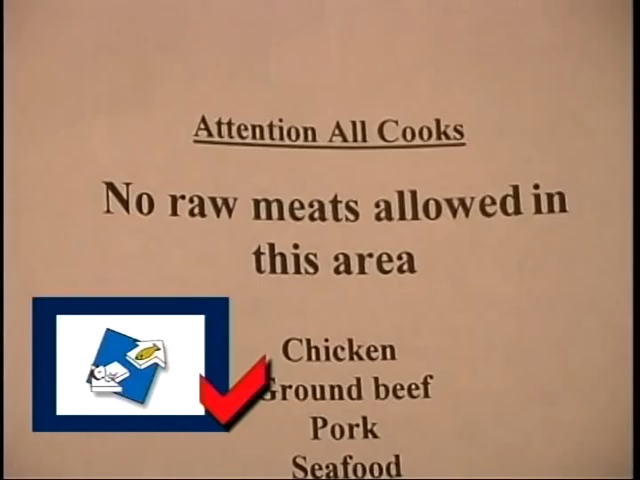 Attention All Cooks
No raw meats allowed in
this area
Chicken
Ground beef
Pork
Seafood